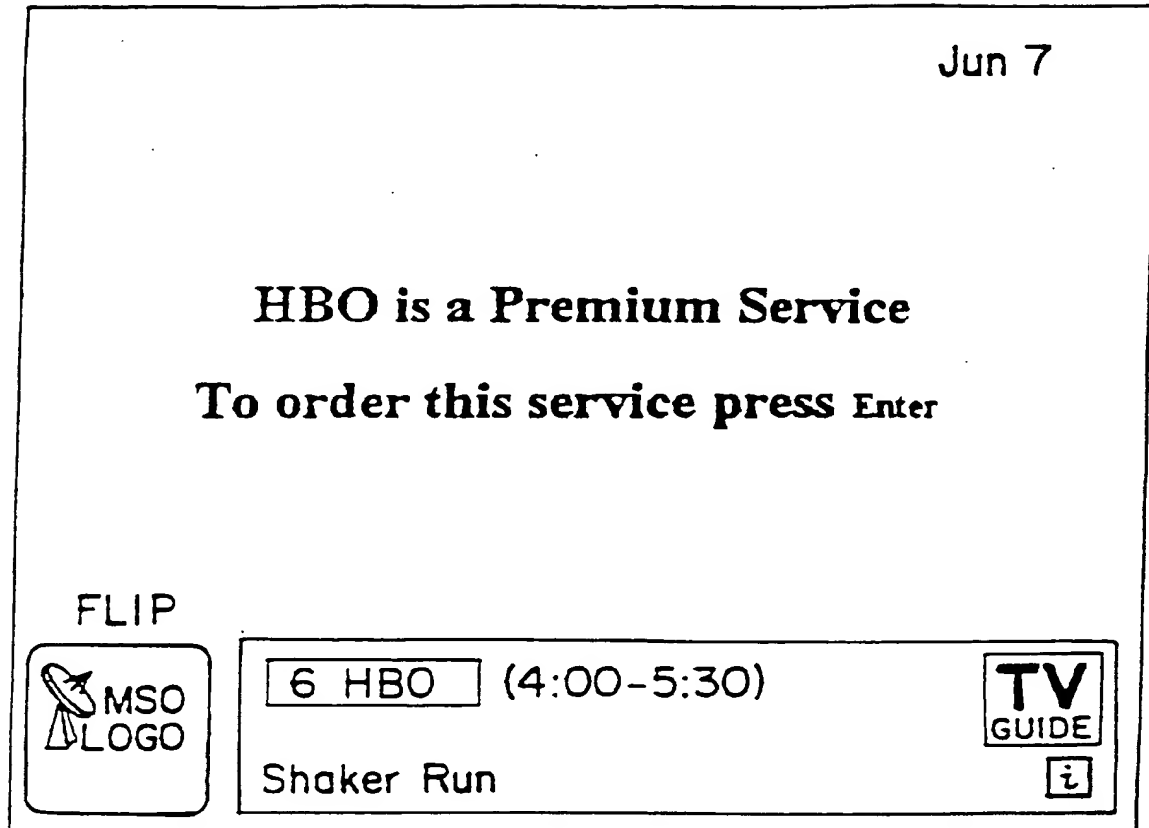 Jun 7
HBO is a Premium Service
To order this service press Enter
FLIP
MSO
LOGO
6 HBO (4:00-5:30)
TV
GUIDE
Shaker Run
i